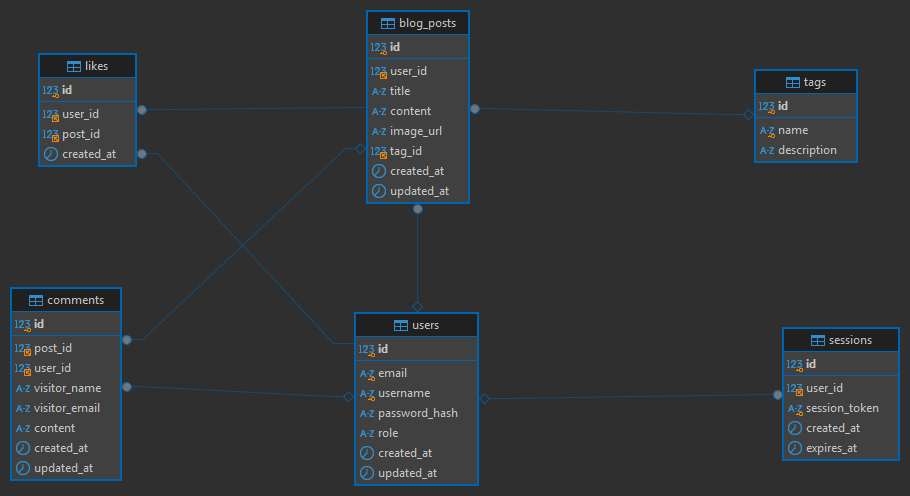 blog_posts
123 id
123 user_id
A-Z title
A-Z content
A-Z image_url
123 tag_id
created_at
updated_at
likes
123 id
123 user_id
123 post_id
created_at
tags
123 id
A-Z name
A-Z description
comments
123 id
123 post_id
123 user_id
A-Z visitor_name
A-Z visitor_email
A-Z content
created_at
updated_at
users
123 id
A-Z email
A-Z username
A-Z password_hash
A-Z role
created_at
updated_at
sessions
123 id
123 user_id
A-Z session_token
created_at
expires_at